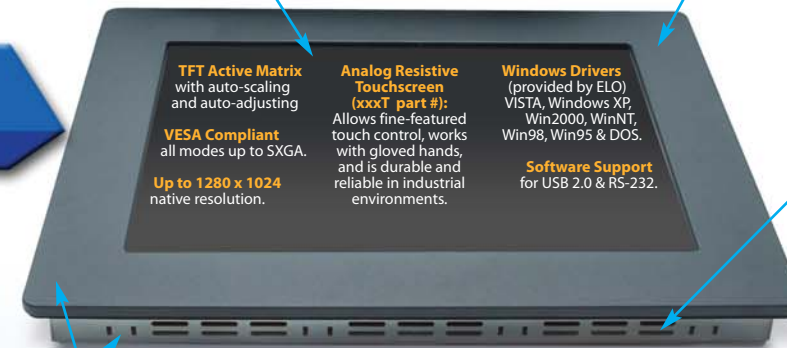 TFT Active Matrix
with auto-scaling
and auto-adjusting
VESA Compliant
all modes up to SXGA.
Up to 1280 x 1024
native resolution.
Analog Resistive
Touchscreen
(xxxT part #):
Allows fine-featured
touch control, works
with gloved hands,
and is durable and
reliable in industrial
environments.
Windows Drivers
(provided by ELO)
VISTA, Windows XP,
Win2000, WinNT,
Win98, Win95 & DOS.
Software Support
for USB 2.0 & RS-232.